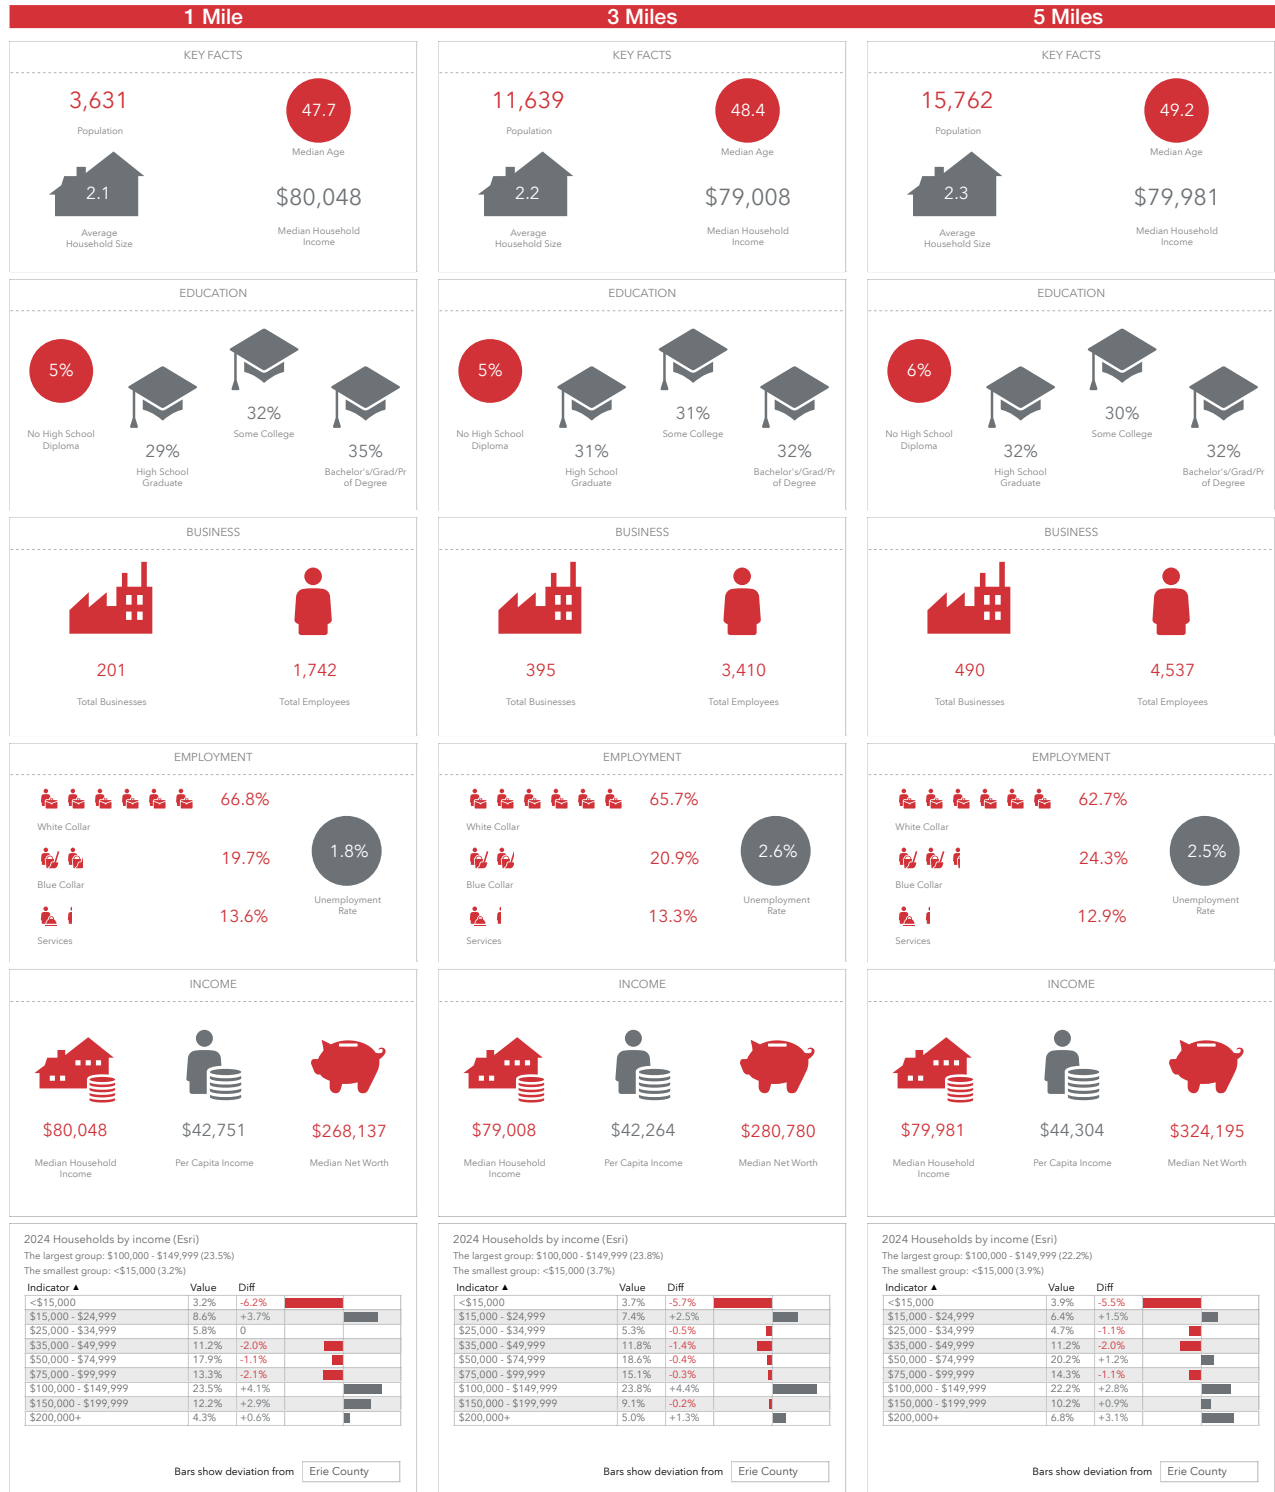 1 Mile
3 Miles
5 Miles
KEY FACTS
3,631
Population
47.7
Median Age
2.1
Average
Household Size
$80,048
Median Household
Income
KEY FACTS
11,639
Population
48.4
Median Age
2.2
Average
Household Size
$79,008
Median Household
Income
KEY FACTS
15,762
Population
49.2
Median Age
2.3
Average
Household Size
$79,981
Median Household
Income
EDUCATION
5%
No High School
Diploma
29%
High School
Graduate
32%
Some College
35%
Bachelor's/Grad/Pr
of Degree
EDUCATION
5%
No High School
Diploma
31%
High School
Graduate
31%
Some College
32%
Bachelor's/Grad/Pr
of Degree
EDUCATION
6%
No High School
Diploma
32%
High School
Graduate
30%
Some College
32%
Bachelor's/Grad/Pr
of Degree
BUSINESS
201
Total Businesses
1,742
Total Employees
BUSINESS
395
Total Businesses
3,410
Total Employees
BUSINESS
490
Total Businesses
4,537
Total Employees
EMPLOYMENT
66.8%
White Collar
19.7%
Blue Collar
13.6%
Services
1.8%
Unemployment
Rate
EMPLOYMENT
65.7%
White Collar
20.9%
Blue Collar
13.3%
Services
2.6%
Unemployment
Rate
EMPLOYMENT
62.7%
White Collar
24.3%
Blue Collar
12.9%
Services
2.5%
Unemployment
Rate
INCOME
$80,048
Median Household
Income
$42,751
Per Capita Income
$268,137
Median Net Worth
INCOME
$79,008
Median Household
Income
$42,264
Per Capita Income
$280,780
Median Net Worth
INCOME
$79,981
Median Household
Income
$44,304
Per Capita Income
$324,195
Median Net Worth
2024 Households by income (Esri)
The largest group: $100,000 - $149,999 (23.5%)
The smallest group: <$15,000 (3.2%)
Indicator ▲ Value Diff
<$15,000 3.2% -6.2%
$15,000 - $24,999 8.6% +3.7%
$25,000 - $34,999 5.8% 0
$35,000 - $49,999 11.2% -2.0%
$50,000 - $74,999 17.9% -1.1%
$75,000 - $99,999 13.3% -2.1%
$100,000 - $149,999 23.5% +4.1%
$150,000 - $199,999 12.2% +2.9%
$200,000+ 4.3% +0.6%
Bars show deviation from Erie County
2024 Households by income (Esri)
The largest group: $100,000 - $149,999 (23.8%)
The smallest group: <$15,000 (3.7%)
Indicator ▲ Value Diff
<$15,000 3.7% -5.7%
$15,000 - $24,999 7.4% +2.5%
$25,000 - $34,999 5.3% -0.5%
$35,000 - $49,999 11.8% -1.4%
$50,000 - $74,999 18.6% -0.4%
$75,000 - $99,999 15.1% -0.3%
$100,000 - $149,999 23.8% +4.4%
$150,000 - $199,999 9.1% -0.2%
$200,000+ 5.0% +1.3%
Bars show deviation from Erie County
2024 Households by income (Esri)
The largest group: $100,000 - $149,999 (22.2%)
The smallest group: <$15,000 (3.9%)
Indicator ▲ Value Diff
<$15,000 3.9% -5.5%
$15,000 - $24,999 6.4% +1.5%
$25,000 - $34,999 4.7% -1.1%
$35,000 - $49,999 11.2% -2.0%
$50,000 - $74,999 20.2% +1.2%
$75,000 - $99,999 14.3% -1.1%
$100,000 - $149,999 22.2% +2.8%
$150,000 - $199,999 10.2% +0.9%
$200,000+ 6.8% +3.1%
Bars show deviation from Erie County